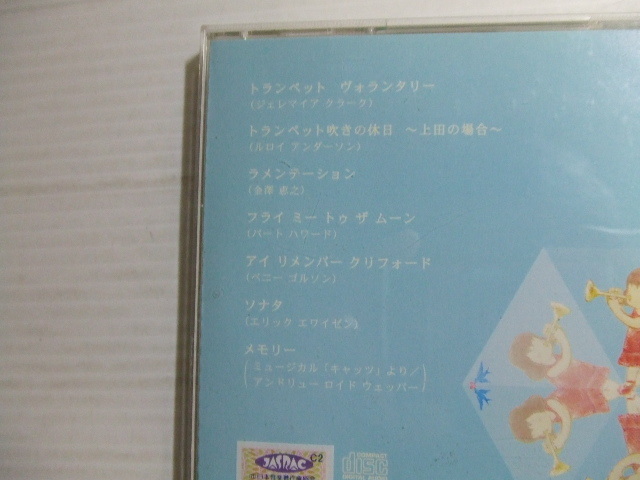 トランペット ヴォランタリー
(ジェレマイア クラーク)
トランペット吹きの休日 ～上田の場合～
(ルロイ アンダーソン)
ラメンテーション
(金澤 恵之)
フライ ミー トゥ ザ ムーン
(バート ハワード)
アイ リメンバー クリフォード
(ベニー ゴルソン)
ソナタ
(エリック エワイゼン)
メモリー
(ミュージカル「キャッツ」より／
アンドリュー ロイド ウェッバー)
JASRAC C2
COMPACT
disc